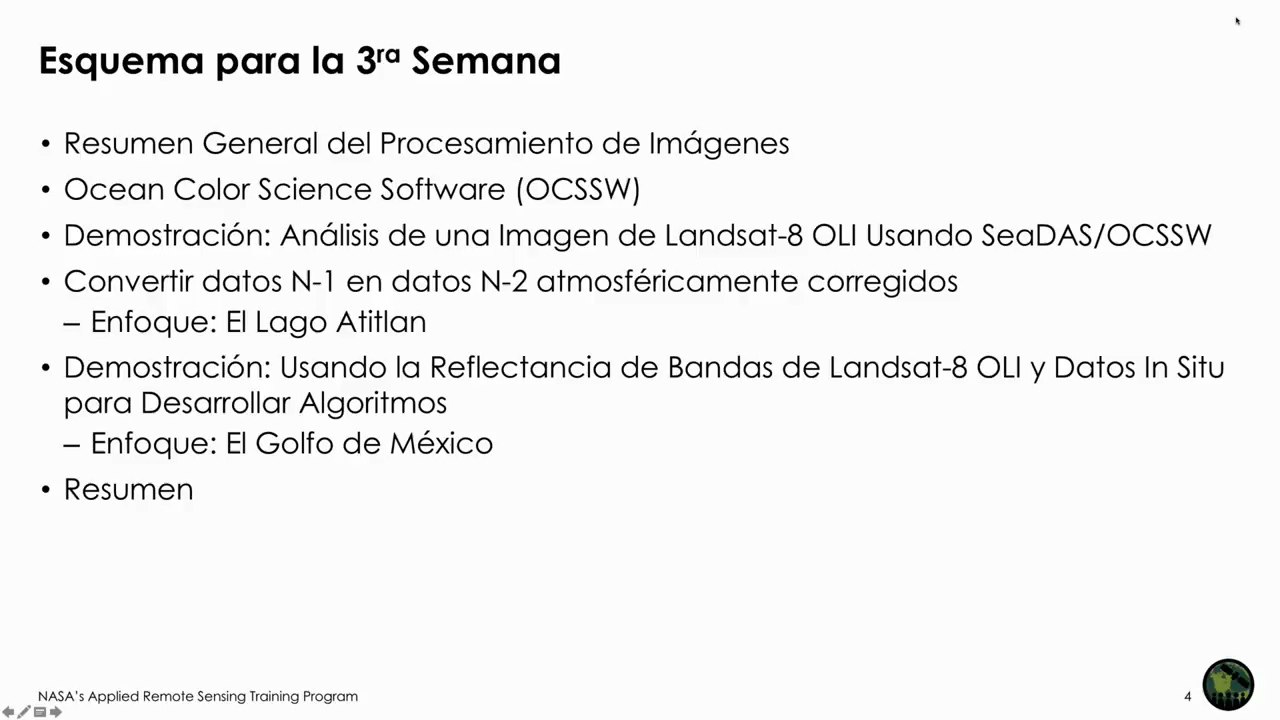 Esquema para la 3ra Semana
• Resumen General del Procesamiento de Imágenes
• Ocean Color Science Software (OCSSW)
• Demostración: Análisis de una Imagen de Landsat-8 OLI Usando SeaDAS/OCSSW
• Convertir datos N-1 en datos N-2 atmosféricamente corregidos
– Enfoque: El Lago Atitlan
• Demostración: Usando la Reflectancia de Bandas de Landsat-8 OLI y Datos In Situ
para Desarrollar Algoritmos
– Enfoque: El Golfo de México
• Resumen
NASA's Applied Remote Sensing Training Program
4